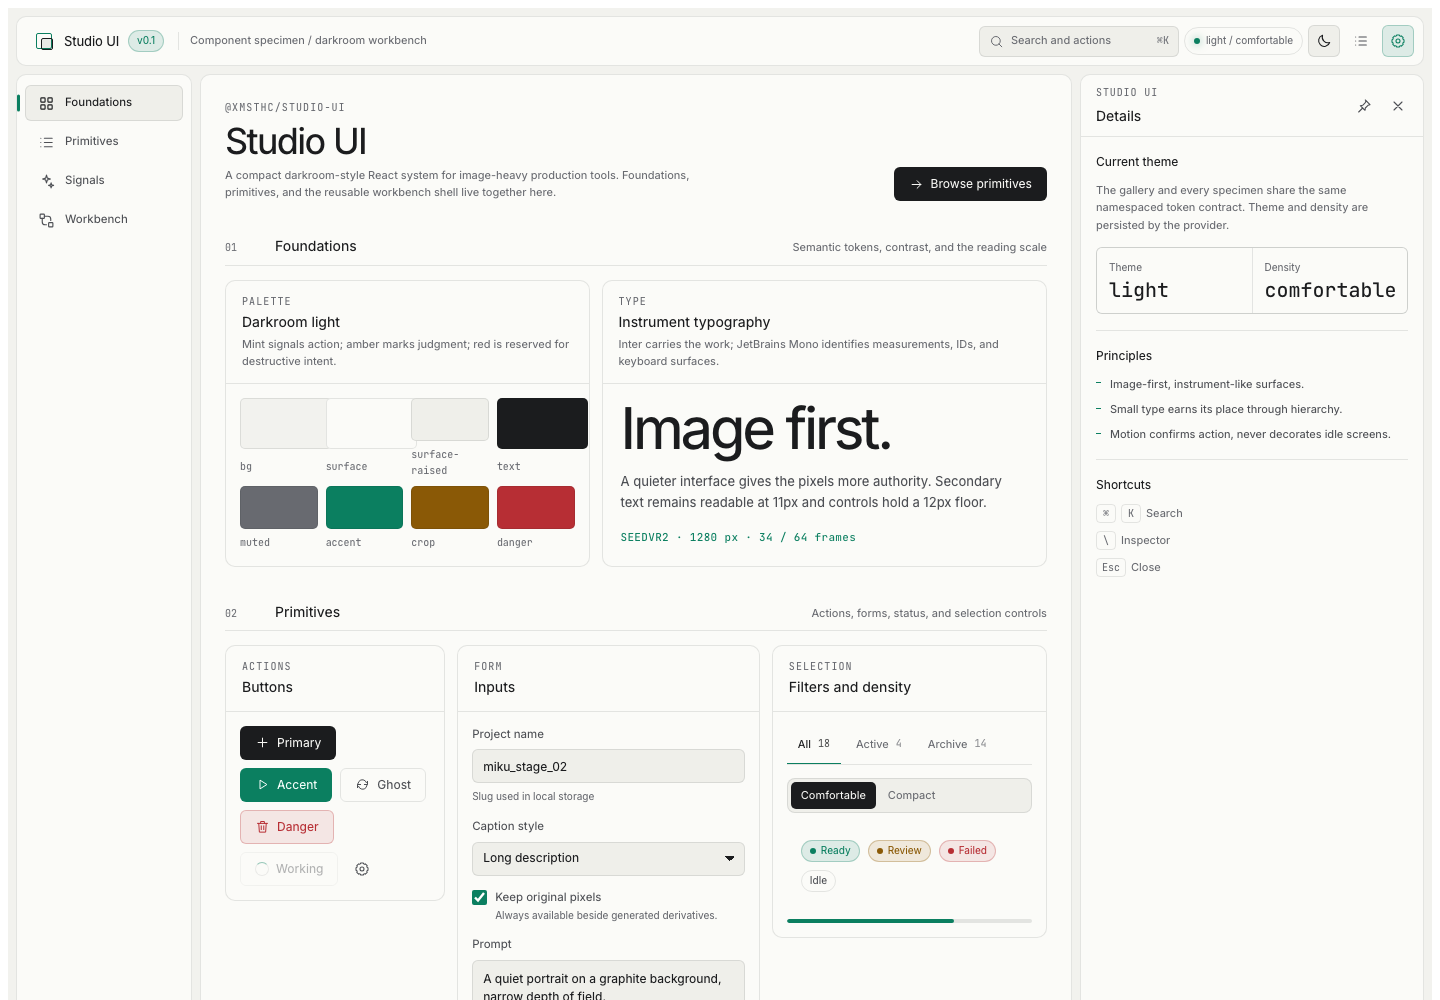 Studio UI
v0.1
Component specimen / darkroom workbench
Search and actions
⌘K
light / comfortable
Foundations
Primitives
Signals
Workbench
@XMSTHC/STUDIO-UI
Studio UI
A compact darkroom-style React system for image-heavy production tools. Foundations,
primitives, and the reusable workbench shell live together here.
Browse primitives
01
Foundations
Semantic tokens, contrast, and the reading scale
PALETTE
Darkroom light
Mint signals action; amber marks judgment; red is reserved for
destructive intent.
bg
surface
surface-
raised
text
muted
accent
crop
danger
TYPE
Instrument typography
Inter carries the work; JetBrains Mono identifies measurements, IDs, and
keyboard surfaces.
Image first.
A quieter interface gives the pixels more authority. Secondary
text remains readable at 11px and controls hold a 12px floor.
SEEDVR2 · 1280 px · 34 / 64 frames
02
Primitives
Actions, forms, status, and selection controls
ACTIONS
Buttons
Primary
Accent
Ghost
Danger
Working
FORM
Inputs
Project name
miku_stage_02
Slug used in local storage
Caption style
Long description
Keep original pixels
Always available beside generated derivatives.
Prompt
A quiet portrait on a graphite background,
narrow depth of field.
SELECTION
Filters and density
All 18
Active 4
Archive 14
Comfortable
Compact
Ready
Review
Failed
Idle
STUDIO UI
Details
Current theme
The gallery and every specimen share the same
namespaced token contract. Theme and density are
persisted by the provider.
Theme
light
Density
comfortable
Principles
Image-first, instrument-like surfaces.
Small type earns its place through hierarchy.
Motion confirms action, never decorates idle screens.
Shortcuts
⌘ K Search
\ Inspector
Esc Close